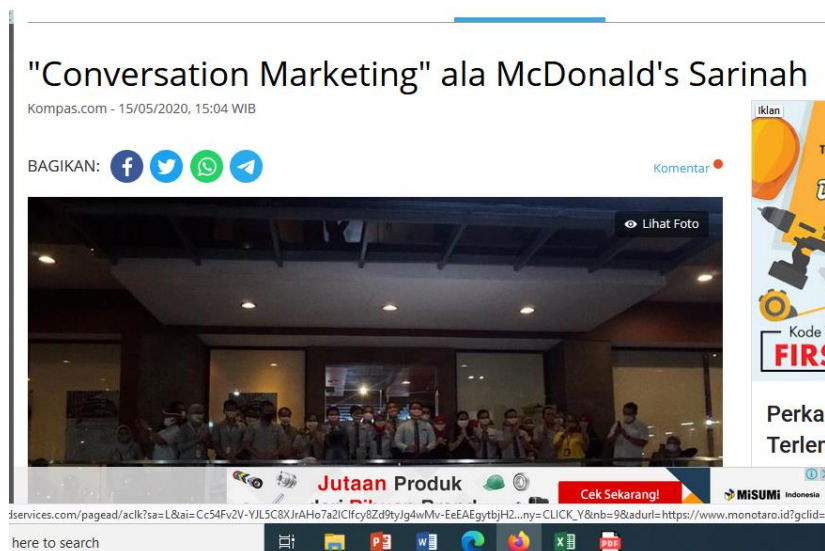 "Conversation Marketing" ala McDonald's Sarinah
Kompas.com - 15/05/2020, 15:04 WIB
Iklan
BAGIKAN:
Komentar
Lihat Foto
Kode
FIRS
Perka
Terler
Jutaan Produk
Cek Sekarang!
MiSUMi Indonesia
here to search